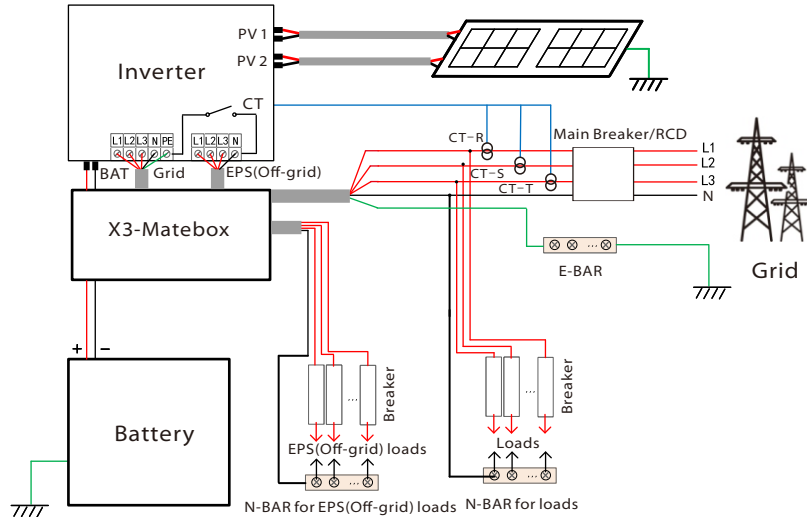 PV 1
PV 2
Inverter
CT
L1 L2 L3 N PE
L1 L2 L3 N
BAT
Grid
EPS(Off-grid)
CT-R
CT-S
CT-T
Main Breaker/RCD
L1
L2
L3
N
X3-Matebox
E-BAR
Grid
+
−
Battery
...
Breaker
EPS(Off-grid) loads
...
N-BAR for EPS(Off-grid) loads
...
Breaker
Loads
...
N-BAR for loads
...